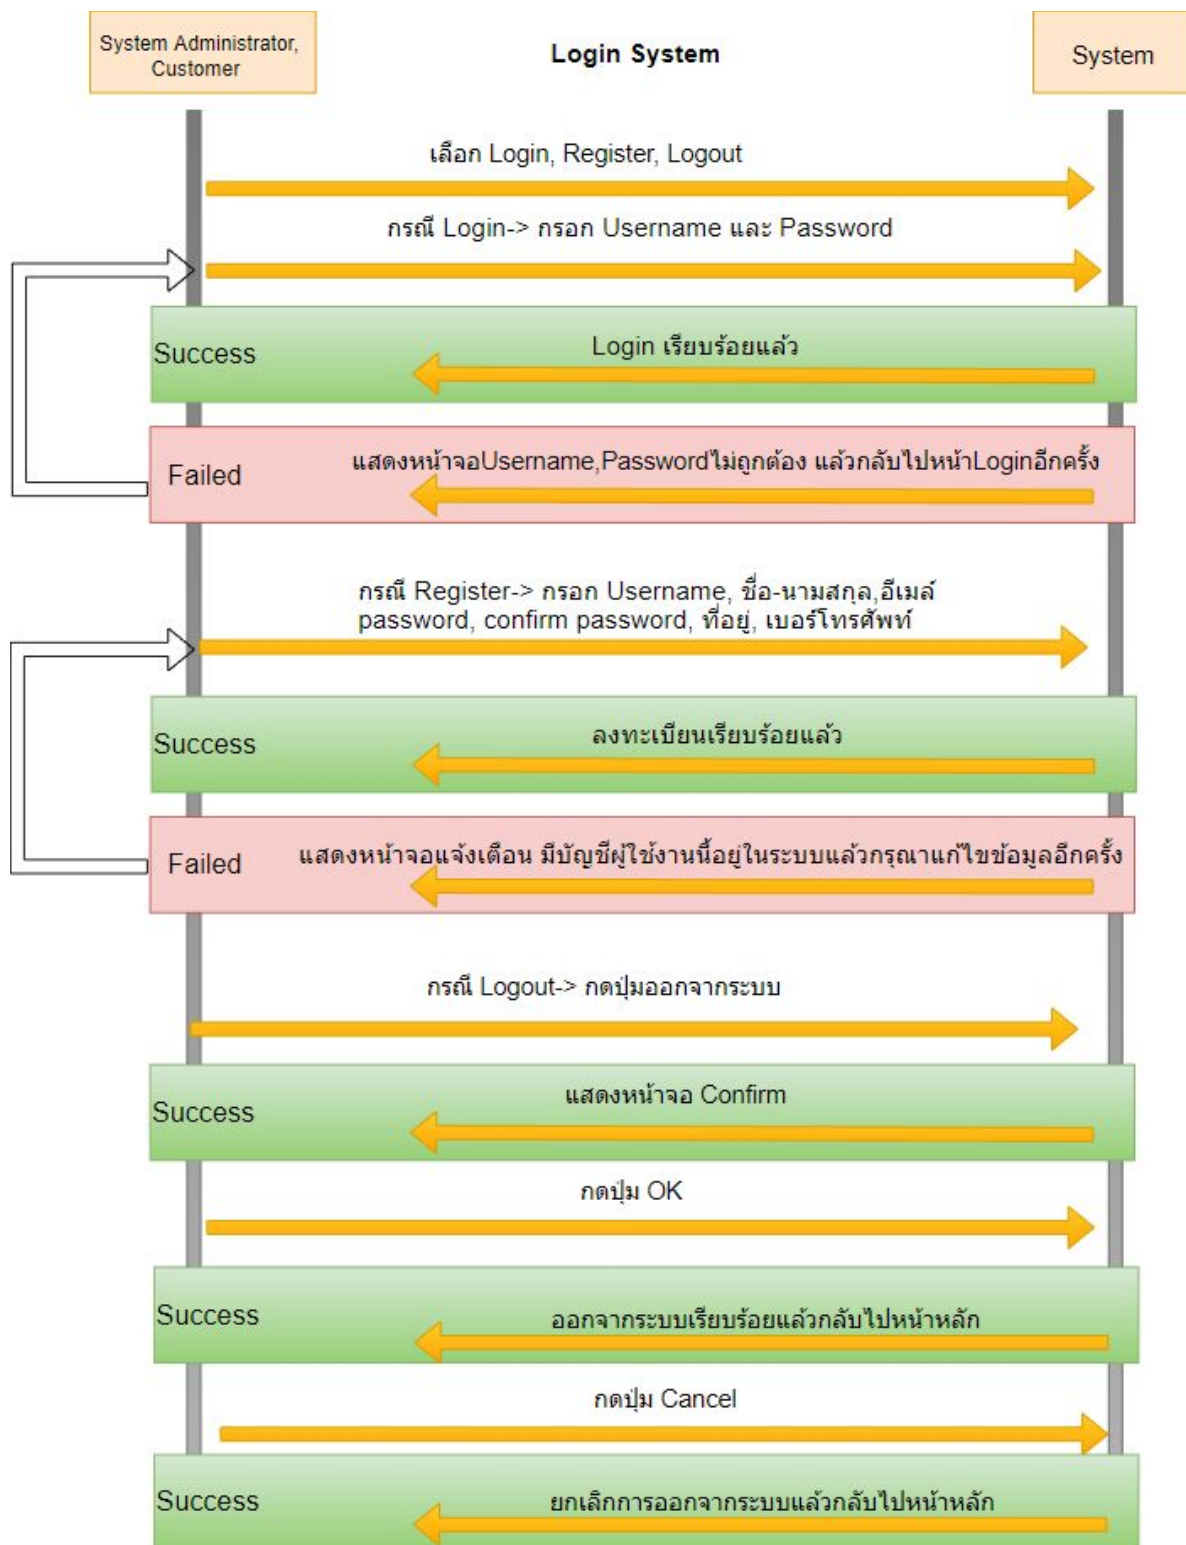 System Administrator,
Customer
Login System
System
เลือก Login, Register, Logout
กรณี Login-> กรอก Username และ Password
Success
Login เรียบร้อยแล้ว
Failed
แสดงหน้าจอUsername,Passwordไม่ถูกต้อง แล้วกลับไปหน้าLoginอีกครั้ง
กรณี Register-> กรอก Username, ชื่อ-นามสกุล,อีเมล์
password, confirm password, ที่อยู่, เบอร์โทรศัพท์
Success
ลงทะเบียนเรียบร้อยแล้ว
Failed
แสดงหน้าจอแจ้งเตือน มีบัญชีผู้ใช้งานนี้อยู่ในระบบแล้วกรุณาแก้ไขข้อมูลอีกครั้ง
กรณี Logout-> กดปุ่มออกจากระบบ
Success
แสดงหน้าจอ Confirm
กดปุ่ม OK
Success
ออกจากระบบเรียบร้อยแล้วกลับไปหน้าหลัก
กดปุ่ม Cancel
Success
ยกเลิกการออกจากระบบแล้วกลับไปหน้าหลัก